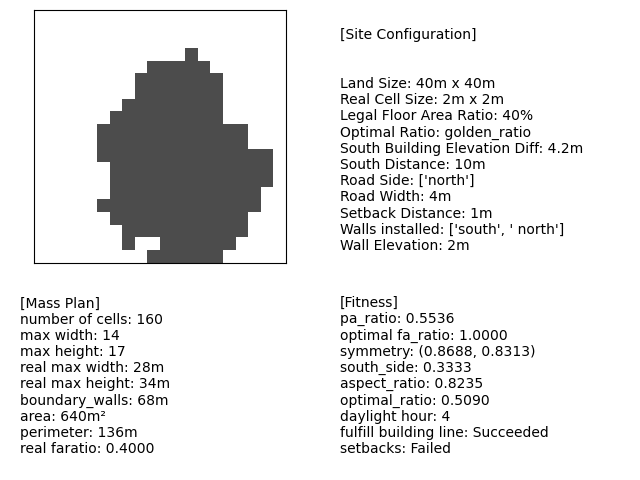 [Site Configuration]
Land Size: 40m x 40m
Real Cell Size: 2m x 2m
Legal Floor Area Ratio: 40%
Optimal Ratio: golden_ratio
South Building Elevation Diff: 4.2m
South Distance: 10m
Road Side: ['north']
Road Width: 4m
Setback Distance: 1m
Walls installed: ['south', ' north']
Wall Elevation: 2m
[Mass Plan]
number of cells: 160
max width: 14
max height: 17
real max width: 28m
real max height: 34m
boundary_walls: 68m
area: 640m²
perimeter: 136m
real faratio: 0.4000
[Fitness]
pa_ratio: 0.5536
optimal fa_ratio: 1.0000
symmetry: (0.8688, 0.8313)
south_side: 0.3333
aspect_ratio: 0.8235
optimal_ratio: 0.5090
daylight hour: 4
fulfill building line: Succeeded
setbacks: Failed